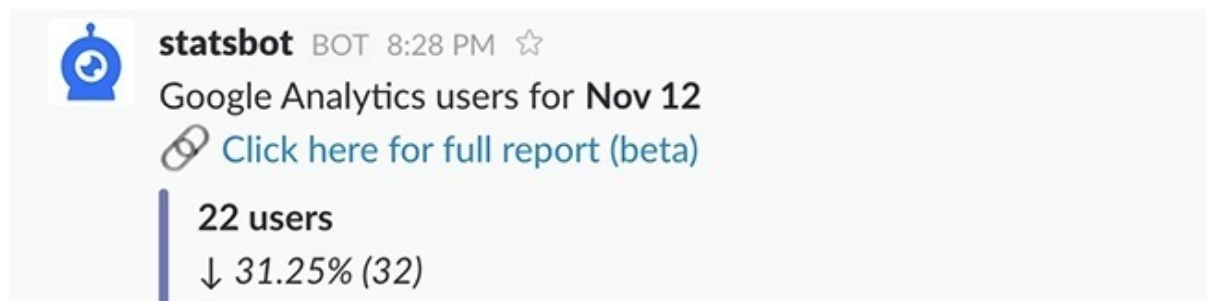 statsbot BOT 8:28 PM
Google Analytics users for Nov 12
Click here for full report (beta)
22 users
↓ 31.25% (32)